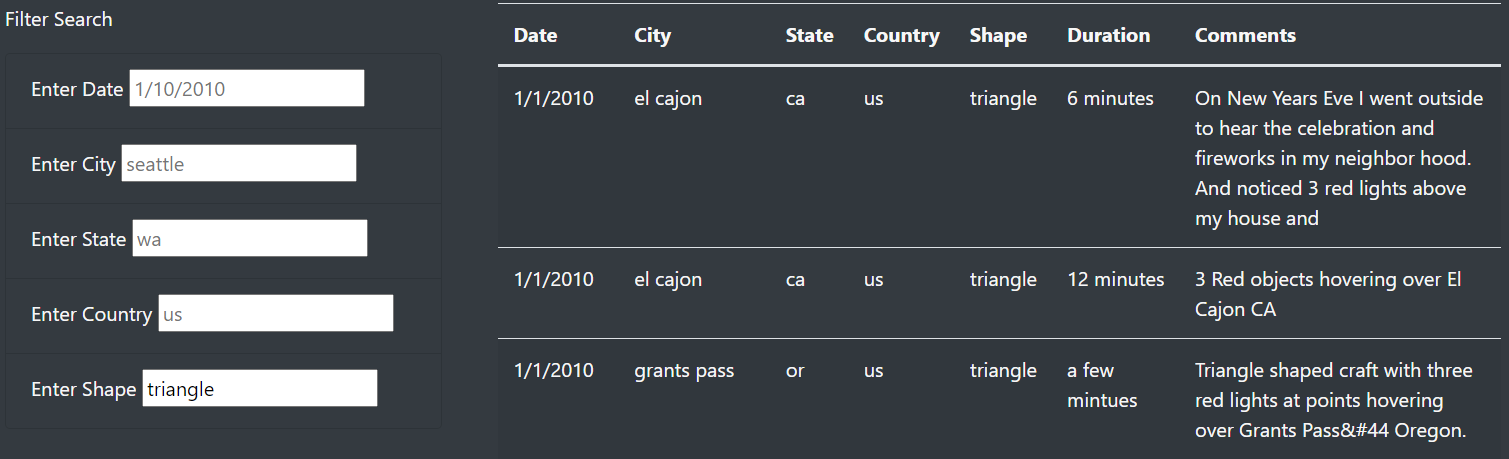 Filter Search
Enter Date 1/10/2010
Enter City seattle
Enter State wa
Enter Country us
Enter Shape triangle
Date City State Country Shape Duration Comments
1/1/2010 el cajon ca us triangle 6 minutes On New Years Eve I went outside
to hear the celebration and
fireworks in my neighbor hood.
And noticed 3 red lights above
my house and
1/1/2010 el cajon ca us triangle 12 minutes 3 Red objects hovering over El
Cajon CA
1/1/2010 grants pass or us triangle a few Triangle shaped craft with three
mintues red lights at points hovering
over Grants Pass&#44 Oregon.